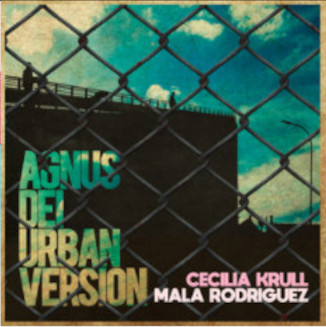 AGNUS
DEI
URBAN
VERSION
CECILIA KRULL
MALA RODRIGUEZ